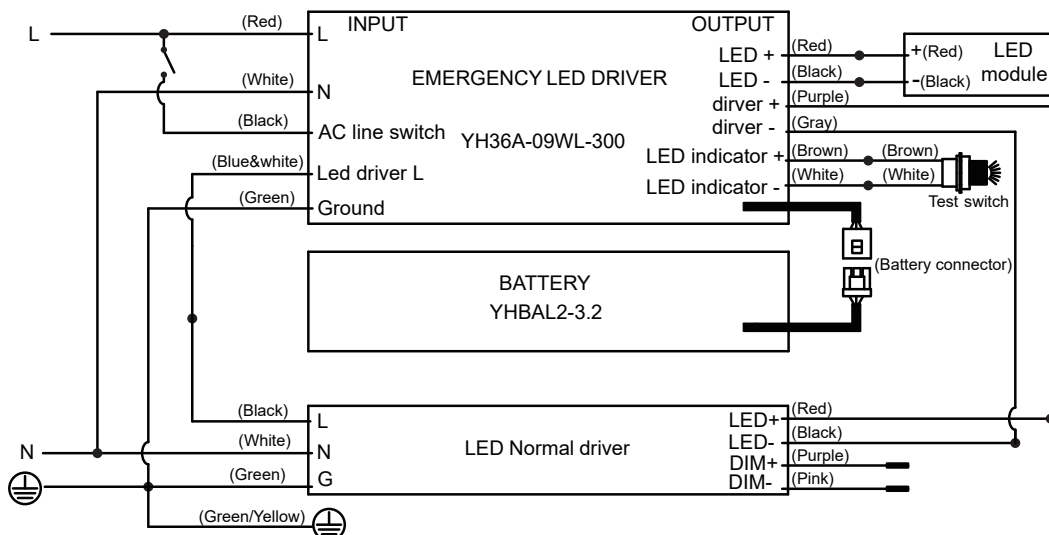 INPUT
OUTPUT
L
(Red)
L
LED +
(Red)
+(Red)
LED
module
EMERGENCY LED DRIVER
LED -
(Black)
-(Black)
(White)
N
dirver +
(Purple)
(Black)
AC line switch
YH36A-09WL-300
dirver -
(Gray)
(Blue&white)
Led driver L
LED indicator +
(Brown)
(Brown)
LED indicator -
(White)
(White)
Test switch
(Green)
Ground
(Battery connector)
BATTERY
YHBAL2-3.2
(Black)
L
LED+
(Red)
N
(White)
N
LED Normal driver
LED-
(Black)
DIM+
(Purple)
(Green)
G
DIM-
(Pink)
(Green/Yellow)